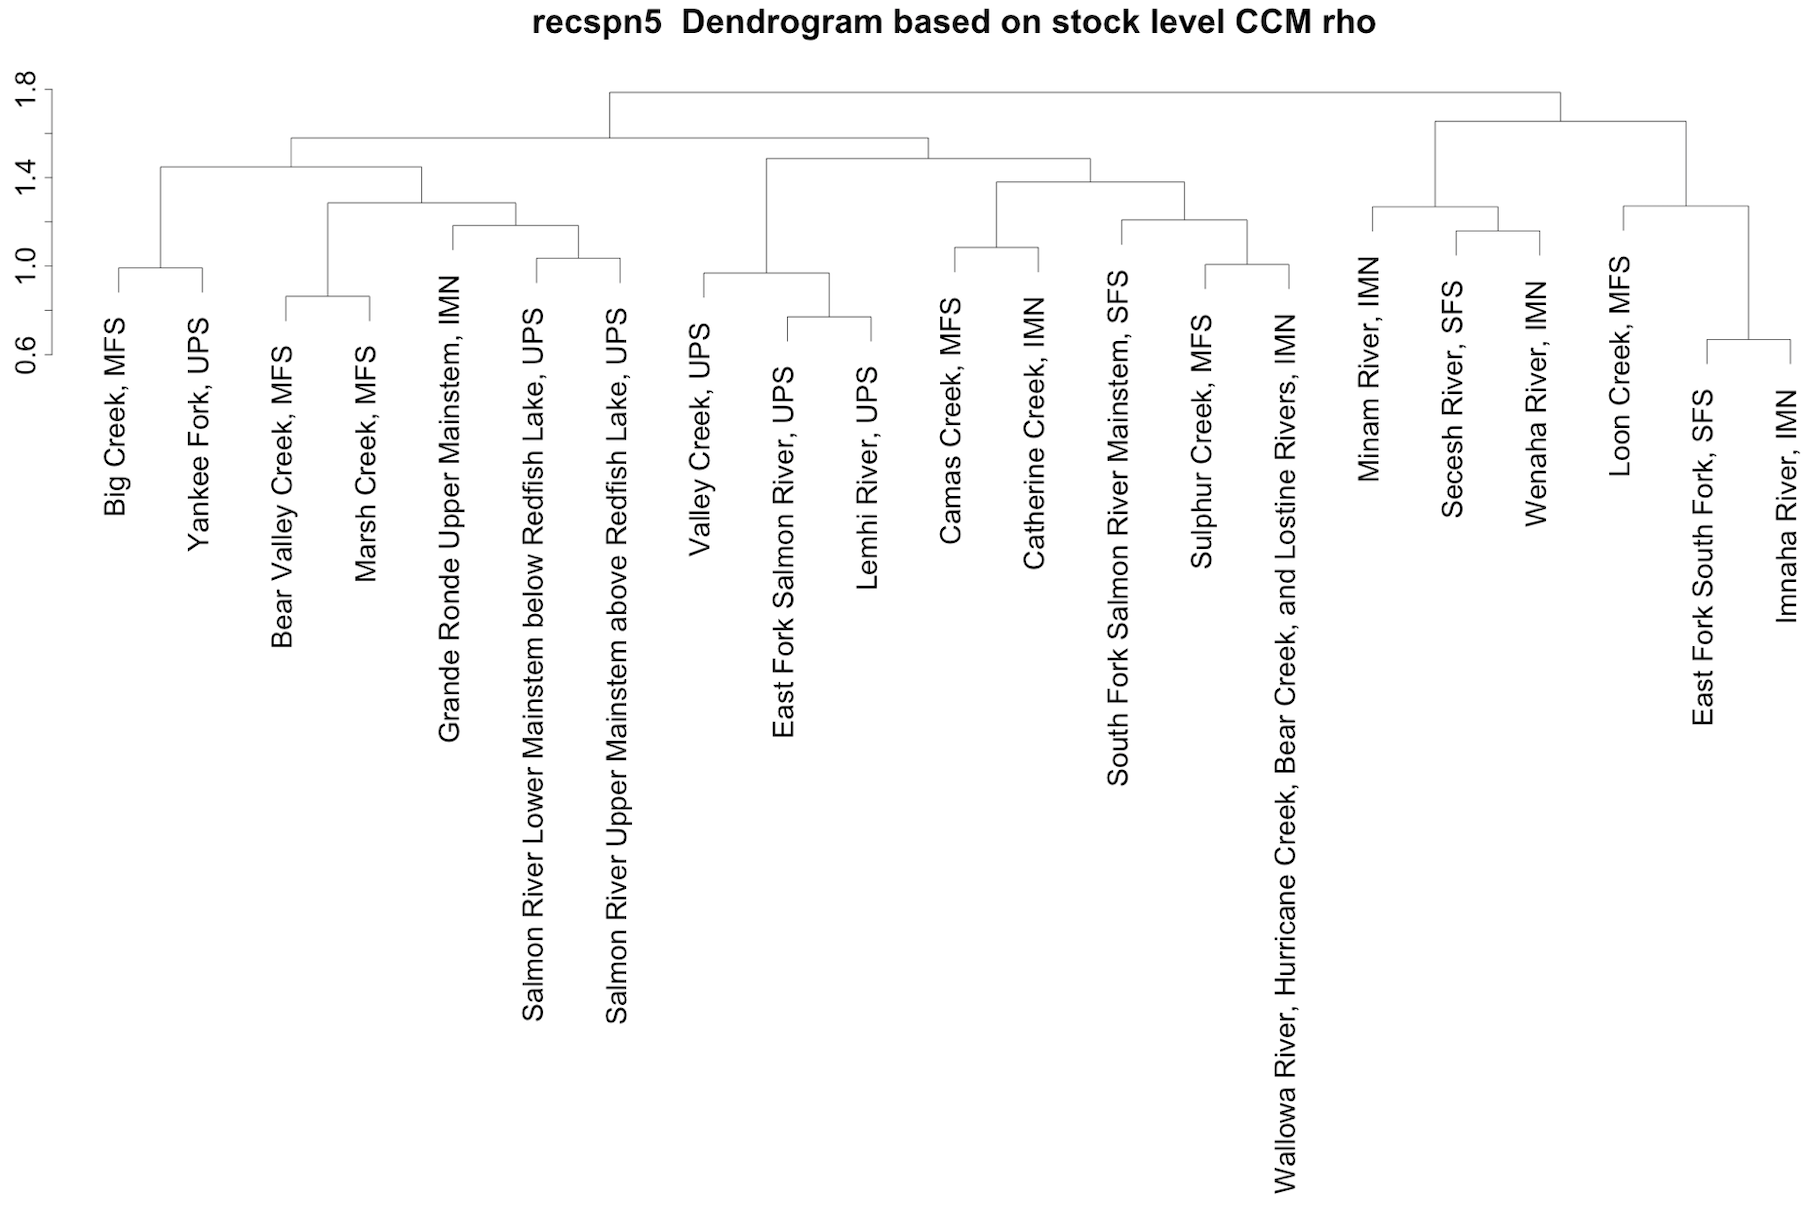 recspn5 Dendrogram based on stock level CCM rho
1.8
1.4
1.0
0.6
Big Creek, MFS
Yankee Fork, UPS
Bear Valley Creek, MFS
Marsh Creek, MFS
Grande Ronde Upper Mainstem, IMN
Salmon River Lower Mainstem below Redfish Lake, UPS
Salmon River Upper Mainstem above Redfish Lake, UPS
Valley Creek, UPS
East Fork Salmon River, UPS
Lemhi River, UPS
Camas Creek, MFS
Catherine Creek, IMN
South Fork Salmon River Mainstem, SFS
Sulphur Creek, MFS
Wallowa River, Hurricane Creek, Bear Creek, and Lostine Rivers, IMN
Minam River, IMN
Secesh River, SFS
Wenaha River, IMN
Loon Creek, MFS
East Fork South Fork, SFS
Imnaha River, IMN